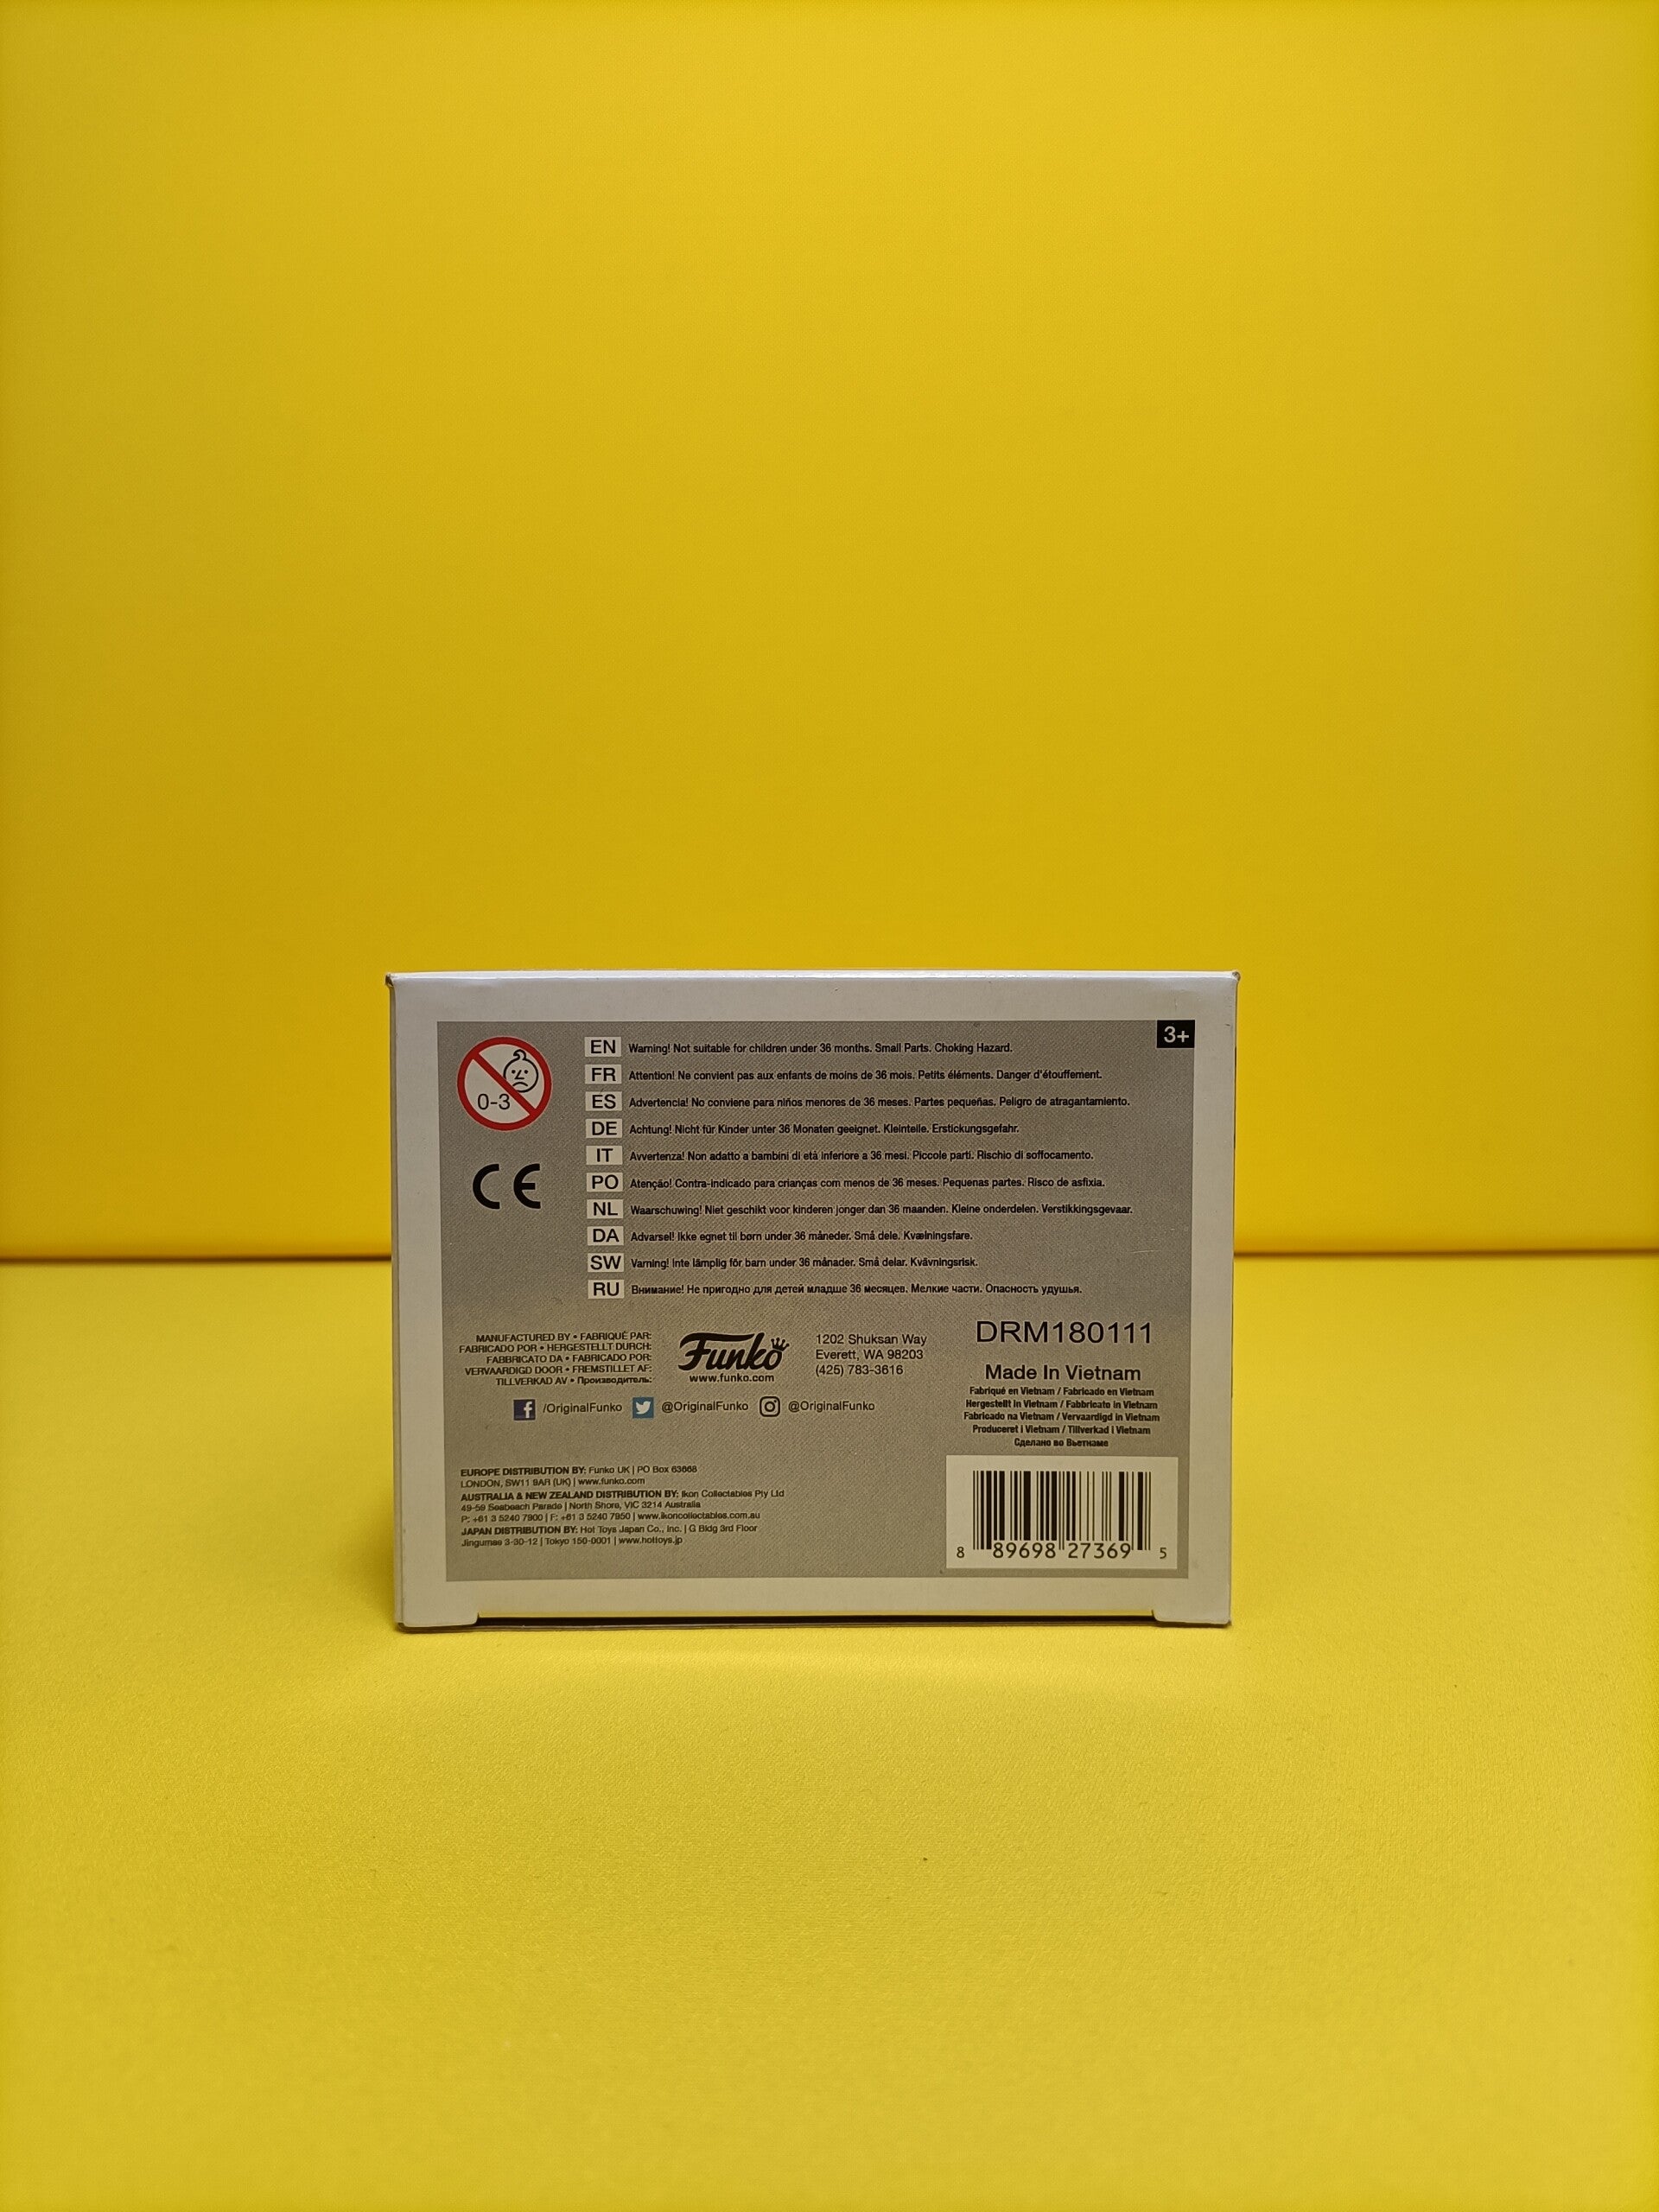 3+
0-3
CE
EN Warning! Not suitable for children under 36 months. Small Parts. Choking Hazard.
FR Attention! Ne convient pas aux enfants de moins de 36 mois. Petits éléments. Danger d'étouffement.
ES Advertencia! No conviene para niños menores de 36 meses. Partes pequeñas. Peligro de atragantamiento.
DE Achtung! Nicht für Kinder unter 36 Monaten geeignet. Kleinteile. Erstickungsgefahr.
IT Avvertenza! Non adatto a bambini di età inferiore a 36 mesi. Piccole parti. Rischio di soffocamento.
PO Atenção! Contra-indicado para crianças com menos de 36 meses. Pequenas partes. Risco de asfixia.
NL Waarschuwing! Niet geschikt voor kinderen jonger dan 36 maanden. Kleine onderdelen. Verstikkingsgevaar.
DA Advarsel! Ikke egnet til børn under 36 måneder. Små dele. Kvælningsfare.
SW Varning! Inte lämplig för barn under 36 månader. Små delar. Kvävningsrisk.
RU Внимание! Не пригодно для детей младше 36 месяцев. Мелкие части. Опасность удушья.
MANUFACTURED BY • FABRIQUÉ PAR:
FABRICADO POR • HERGESTELLT DURCH:
FABBRICATO DA • FABRICADO POR:
VERVAARDIGD DOOR • FREMSTILLET AF:
TILLVERKAD AV • Производитель:
Funko
www.funko.com
1202 Shuksan Way
Everett, WA 98203
(425) 783-3616
/OriginalFunko @OriginalFunko @OriginalFunko
DRM180111
Made In Vietnam
Fabriqué en Vietnam / Fabricado en Vietnam
Hergestellt in Vietnam / Fabbricato in Vietnam
Fabricado na Vietnam / Vervaardigd in Vietnam
Produceret i Vietnam / Tillverkad i Vietnam
Сделано во Вьетнаме
EUROPE DISTRIBUTION BY: Funko UK | PO Box 63668
LONDON, SW11 9AR (UK) | www.funko.com
AUSTRALIA & NEW ZEALAND DISTRIBUTION BY: Ikon Collectables Pty Ltd
49-59 Seabeach Parade | North Shore, VIC 3214 Australia
P: +61 3 5240 7900 | F: +61 3 5240 7950 | www.ikoncollectables.com.au
JAPAN DISTRIBUTION BY: Hot Toys Japan Co., Inc. | G Bldg 3rd Floor
Jingumae 3-30-12 | Tokyo 150-0001 | www.hottoys.jp
8 89698 27369 5